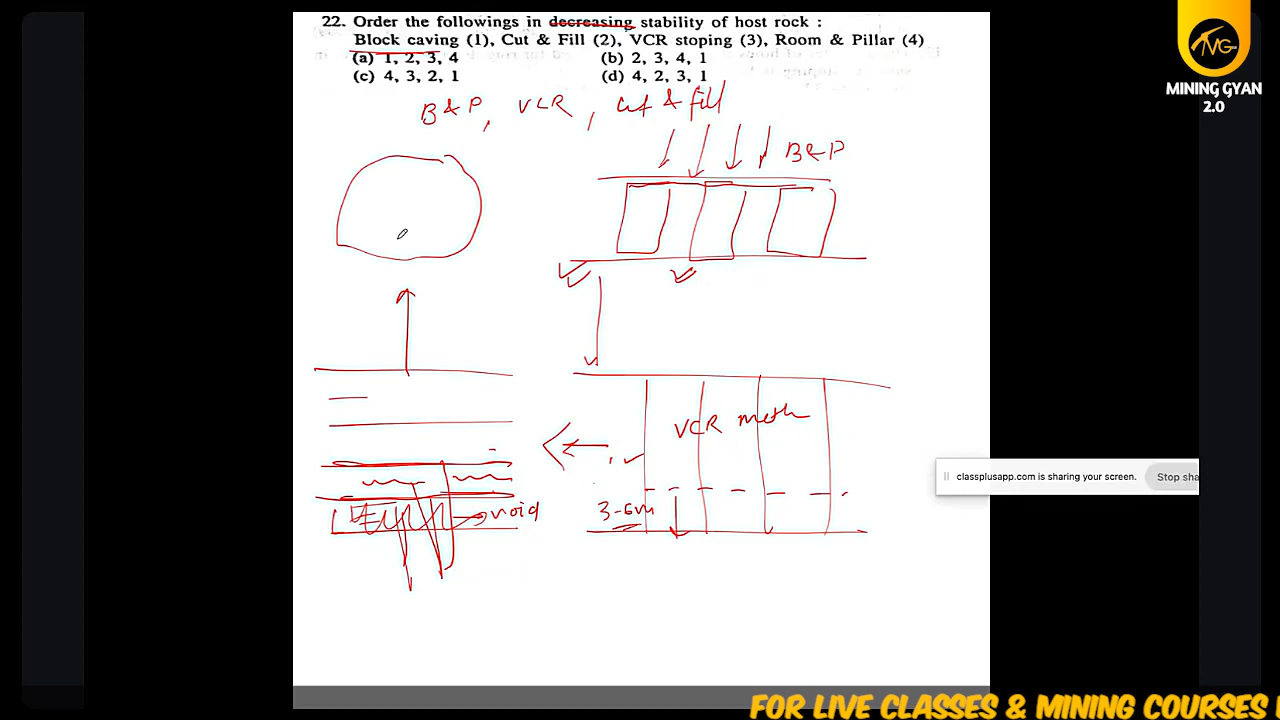 22. Order the followings in decreasing stability of host rock :
Block caving (1), Cut & Fill (2), VCR stoping (3), Room & Pillar (4)
(a) 1, 2, 3, 4 (b) 2, 3, 4, 1
(c) 4, 3, 2, 1 (d) 4, 2, 3, 1
B&P, VCR, Cut & fill
B&P
VCR meth
3-6m
void
TVG
MINING GYAN
2.0
classplusapp.com is sharing your screen. Stop sha
FOR LIVE CLASSES & MINING COURSES